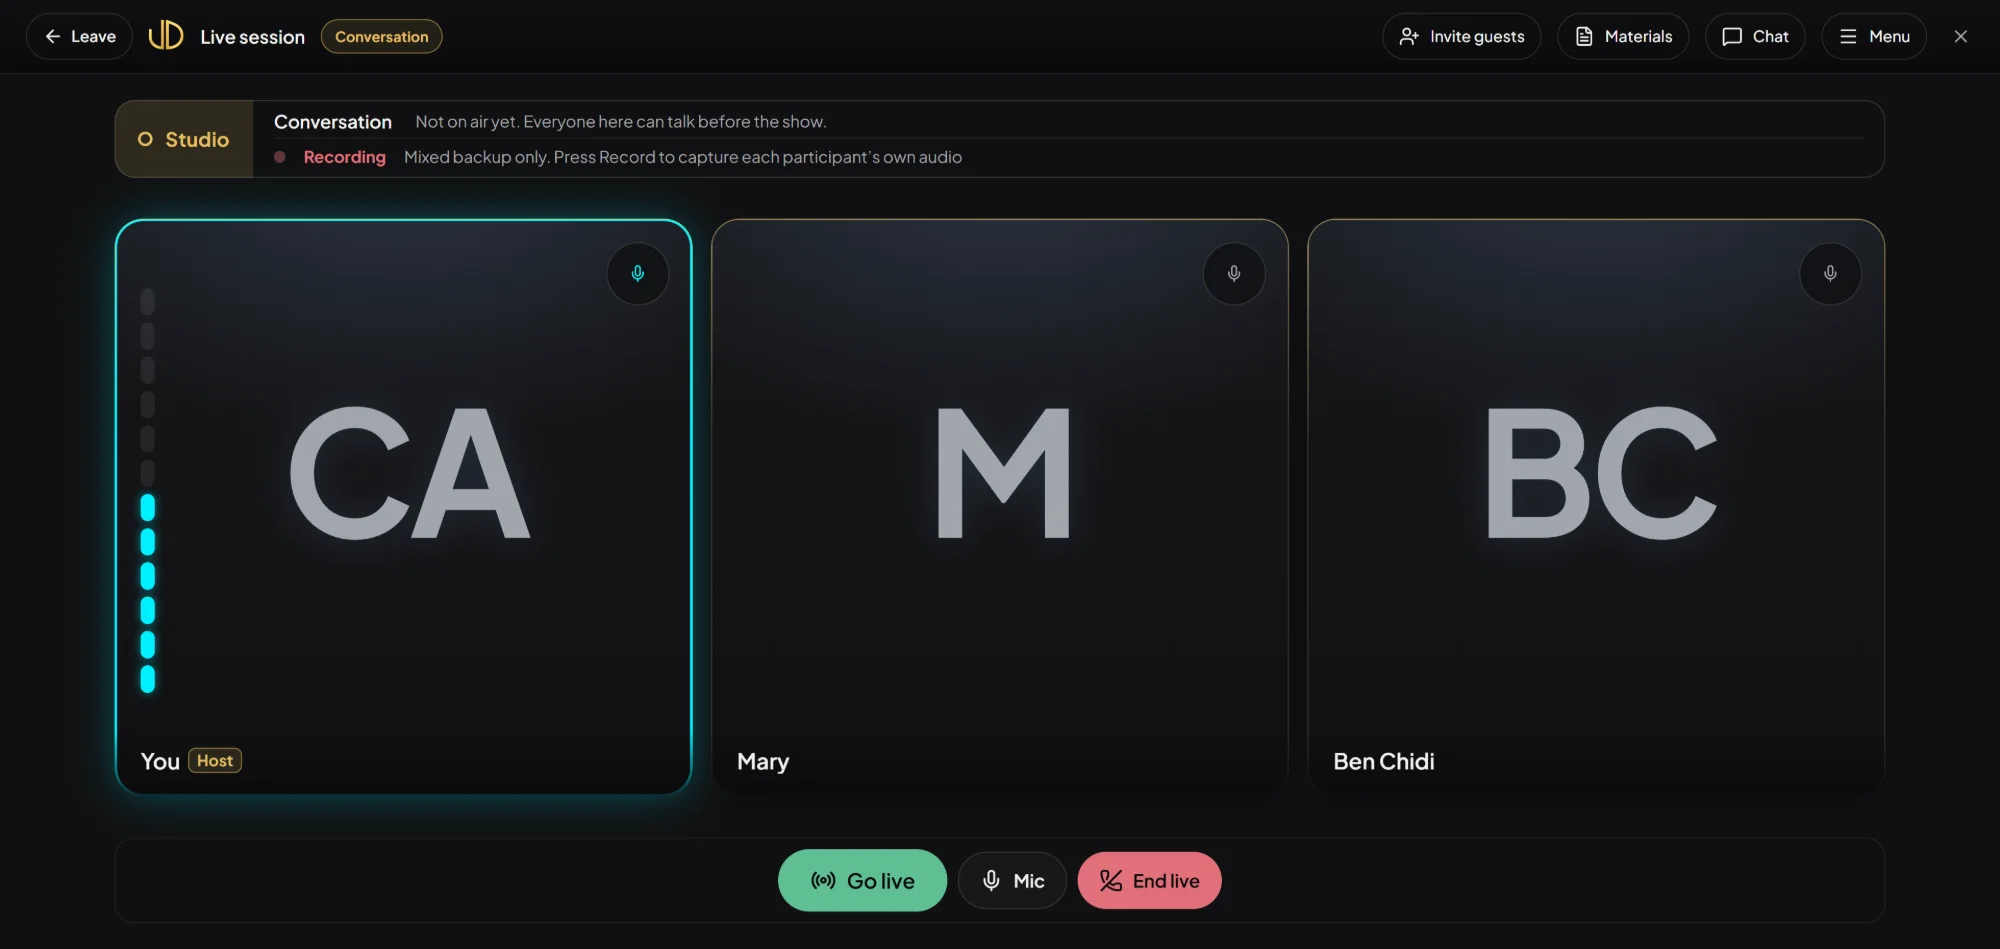 Leave
Live session
Conversation
Invite guests
Materials
Chat
Menu
Studio
Conversation Not on air yet. Everyone here can talk before the show.
Recording Mixed backup only. Press Record to capture each participant’s own audio
CA
M
BC
You Host
Mary
Ben Chidi
Go live
Mic
End live